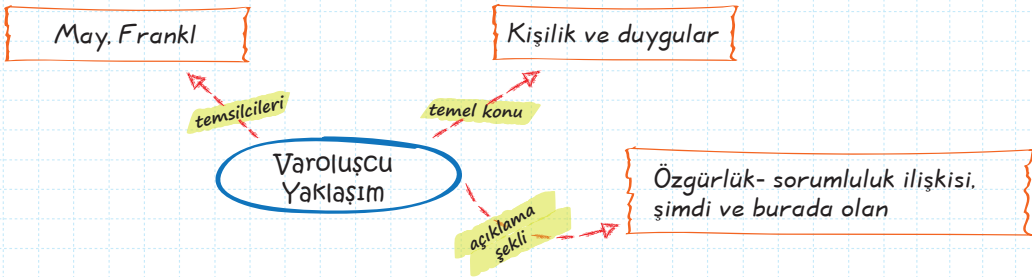 May, Frankl
Kişilik ve duygular
temsilcileri
temel konu
Varoluşcu
Yaklaşım
Özgürlük- sorumluluk ilişkisi,
şimdi ve burada olan
açıklama
şekli